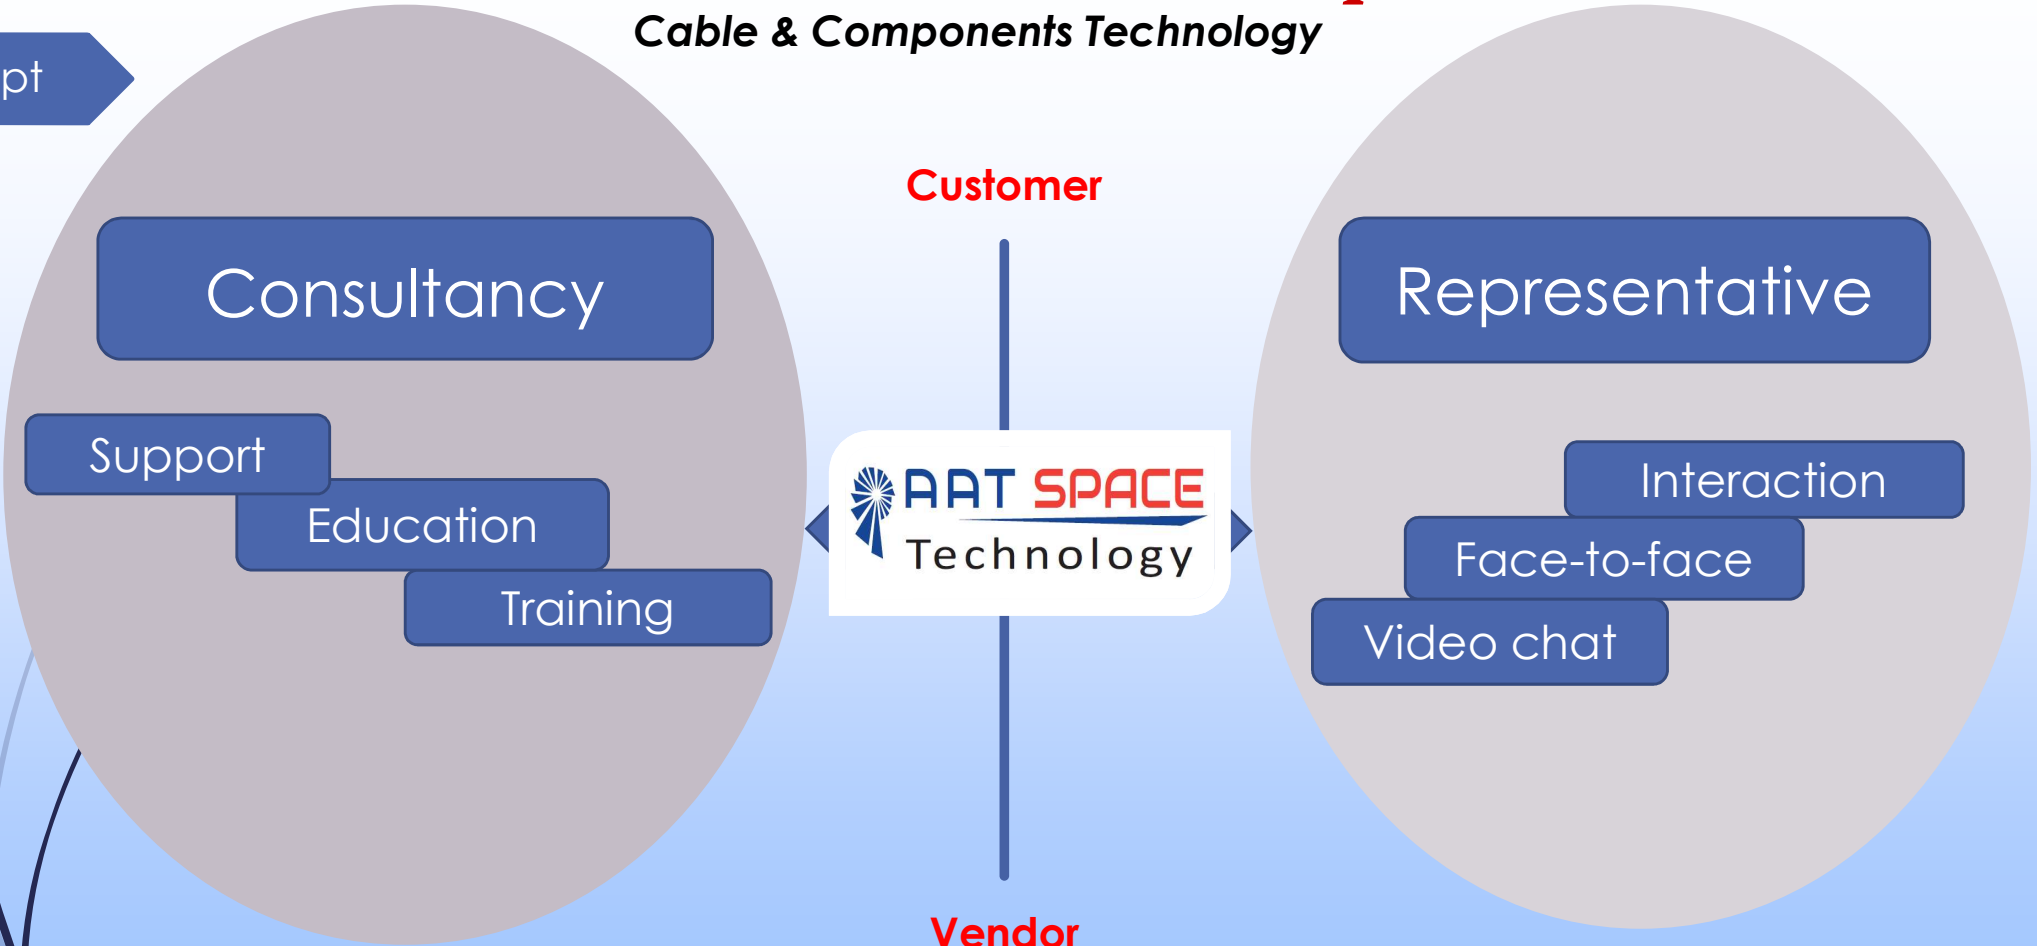 Cable & Components Technology
pt
Customer
Consultancy
Representative
Support
Education
Training
AAT SPACE
Technology
Interaction
Face-to-face
Video chat
Vendor